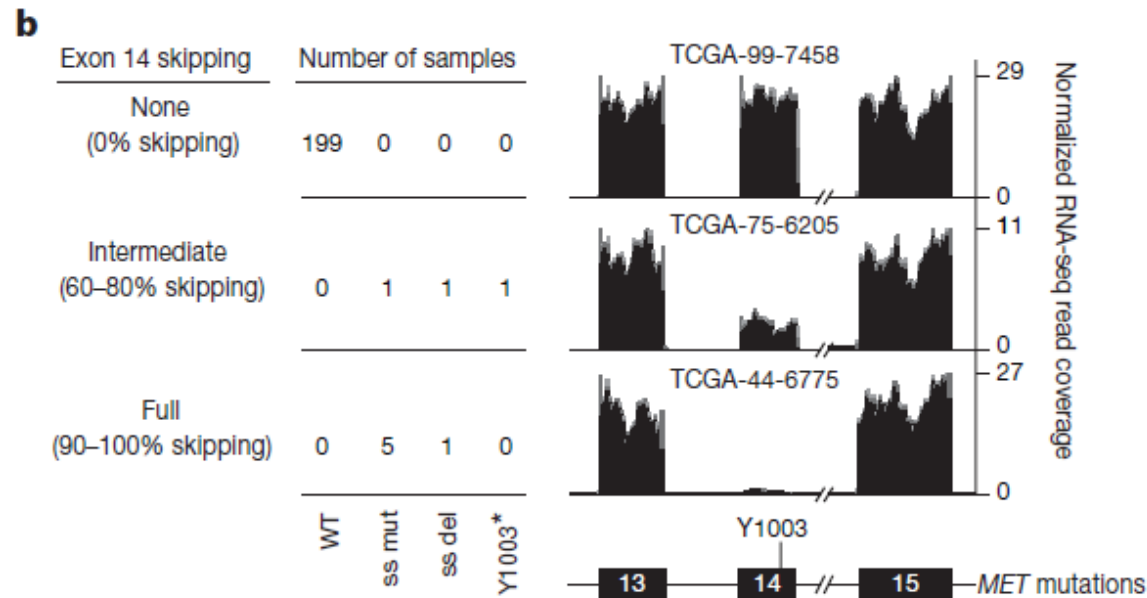 b
Exon 14 skipping Number of samples
TCGA-99-7458
None
(0% skipping) 199 0 0 0
29
0
TCGA-75-6205
Intermediate
(60–80% skipping) 0 1 1 1
11
0
TCGA-44-6775
Full
(90–100% skipping) 0 5 1 0
27
0
Normalized RNA-seq read coverage
WT ss mut ss del Y1003*
Y1003
13 14 15 MET mutations